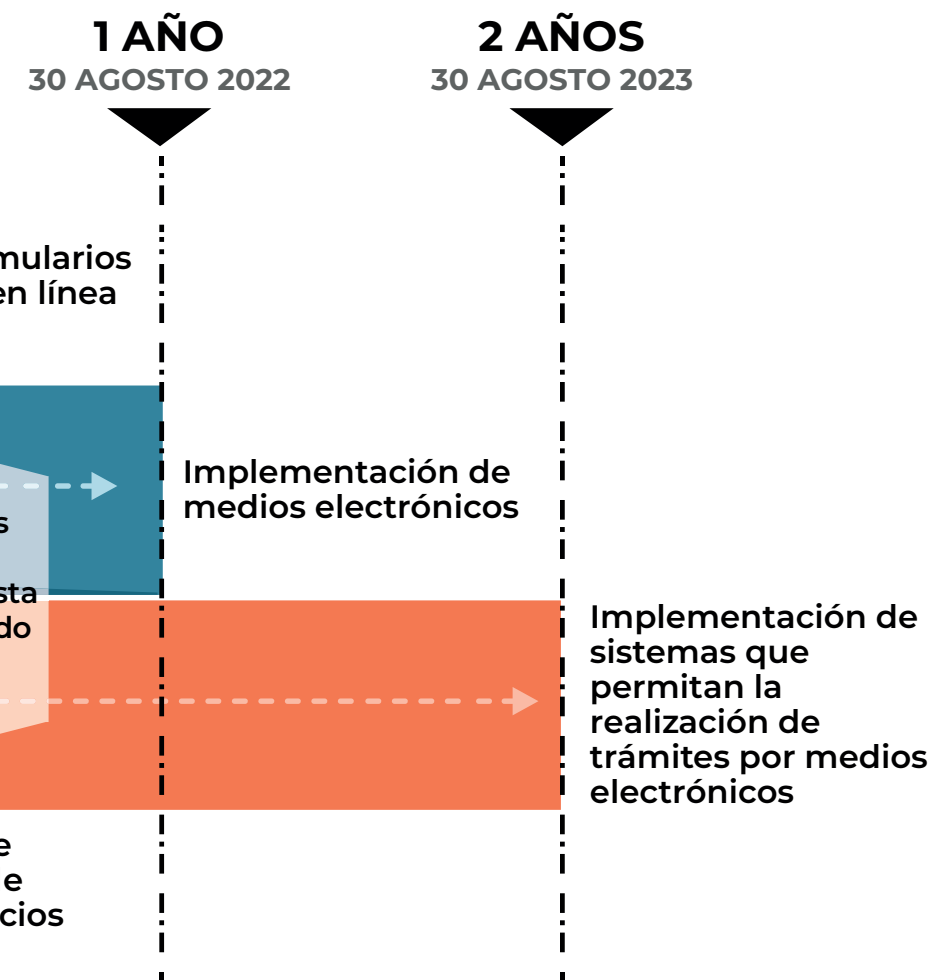 1 AÑO
30 AGOSTO 2022
2 AÑOS
30 AGOSTO 2023
mularios
en línea
Implementación de
medios electrónicos
s
sta
do
Implementación de
sistemas que
permitan la
realización de
trámites por medios
electrónicos
e
e
cios